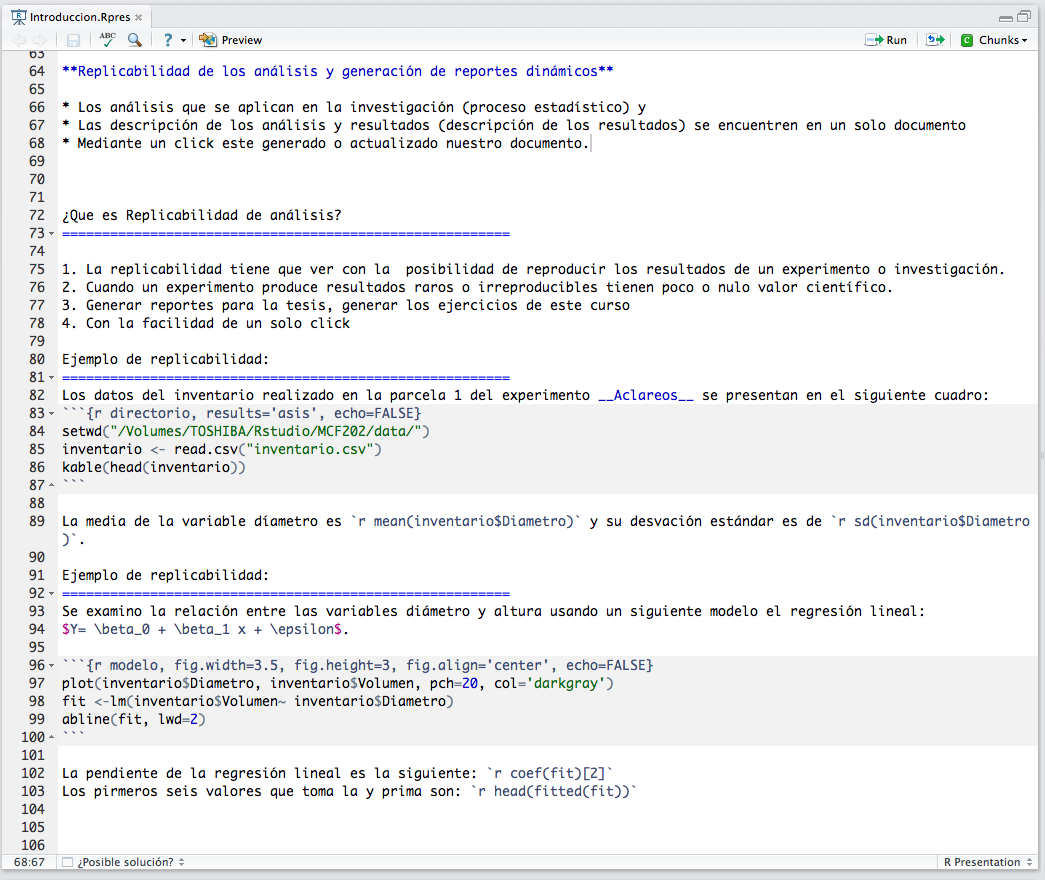 Introduccion.Rpres
ABC ? Preview Run Chunks
63
64 **Replicabilidad de los análisis y generación de reportes dinámicos**
65
66 * Los análisis que se aplican en la investigación (proceso estadístico) y
67 * Las descripción de los análisis y resultados (descripción de los resultados) se encuentren en un solo documento
68 * Mediante un click este generado o actualizado nuestro documento.
69
70
71
72 ¿Que es Replicabilidad de análisis?
73 ========================================================
74
75 1. La replicabilidad tiene que ver con la  posibilidad de reproducir los resultados de un experimento o investigación.
76 2. Cuando un experimento produce resultados raros o irreproducibles tienen poco o nulo valor científico.
77 3. Generar reportes para la tesis, generar los ejercicios de este curso
78 4. Con la facilidad de un solo click
79
80 Ejemplo de replicabilidad:
81 ========================================================
82 Los datos del inventario realizado en la parcela 1 del experimento __Aclareos__ se presentan en el siguiente cuadro:
83 ```{r directorio, results='asis', echo=FALSE}
84 setwd("/Volumes/TOSHIBA/Rstudio/MCF202/data/")
85 inventario <- read.csv("inventario.csv")
86 kable(head(inventario))
87 ```
88
89 La media de la variable díametro es `r mean(inventario$Diametro)` y su desvación estándar es de `r sd(inventario$Diametro
)`.
90
91 Ejemplo de replicabilidad:
92 ========================================================
93 Se examino la relación entre las variables diámetro y altura usando un siguiente modelo el regresión lineal:
94 $Y= \beta_0 + \beta_1 x + \epsilon$.
95
96 ```{r modelo, fig.width=3.5, fig.height=3, fig.align='center', echo=FALSE}
97 plot(inventario$Diametro, inventario$Volumen, pch=20, col='darkgray')
98 fit <-lm(inventario$Volumen~ inventario$Diametro)
99 abline(fit, lwd=2)
100 ```
101
102 La pendiente de la regresión lineal es la siguiente: `r coef(fit)[2]`
103 Los pirmeros seis valores que toma la y prima son: `r head(fitted(fit))`
104
105
106
68:67 ¿Posible solución? R Presentation